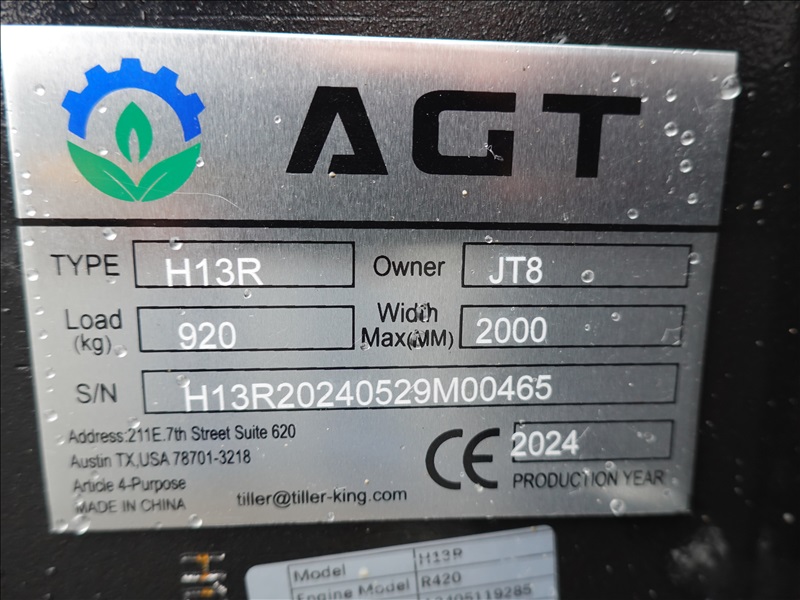 AGT
TYPE H13R Owner JT8
Load (kg) 920 Width Max(MM) 2000
S/N H13R20240529M00465
Address:211E.7th Street Suite 620
Austin TX,USA 78701-3218
Article 4-Purpose
MADE IN CHINA
tiller@tiller-king.com
CE 2024
PRODUCTION YEAR
Model H13R
Engine Model R420